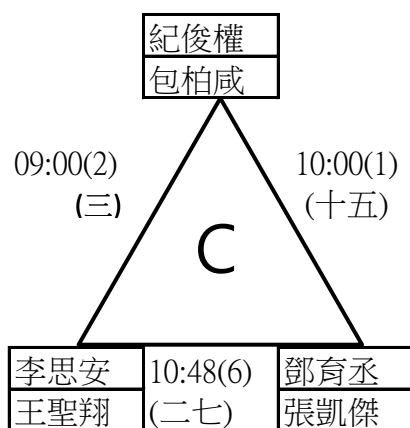 紀俊權
包柏咸
09:00(2)
(三)
10:00(1)
(十五)
C
李思安
王聖翔
10:48(6)
(二七)
鄧育丞
張凱傑